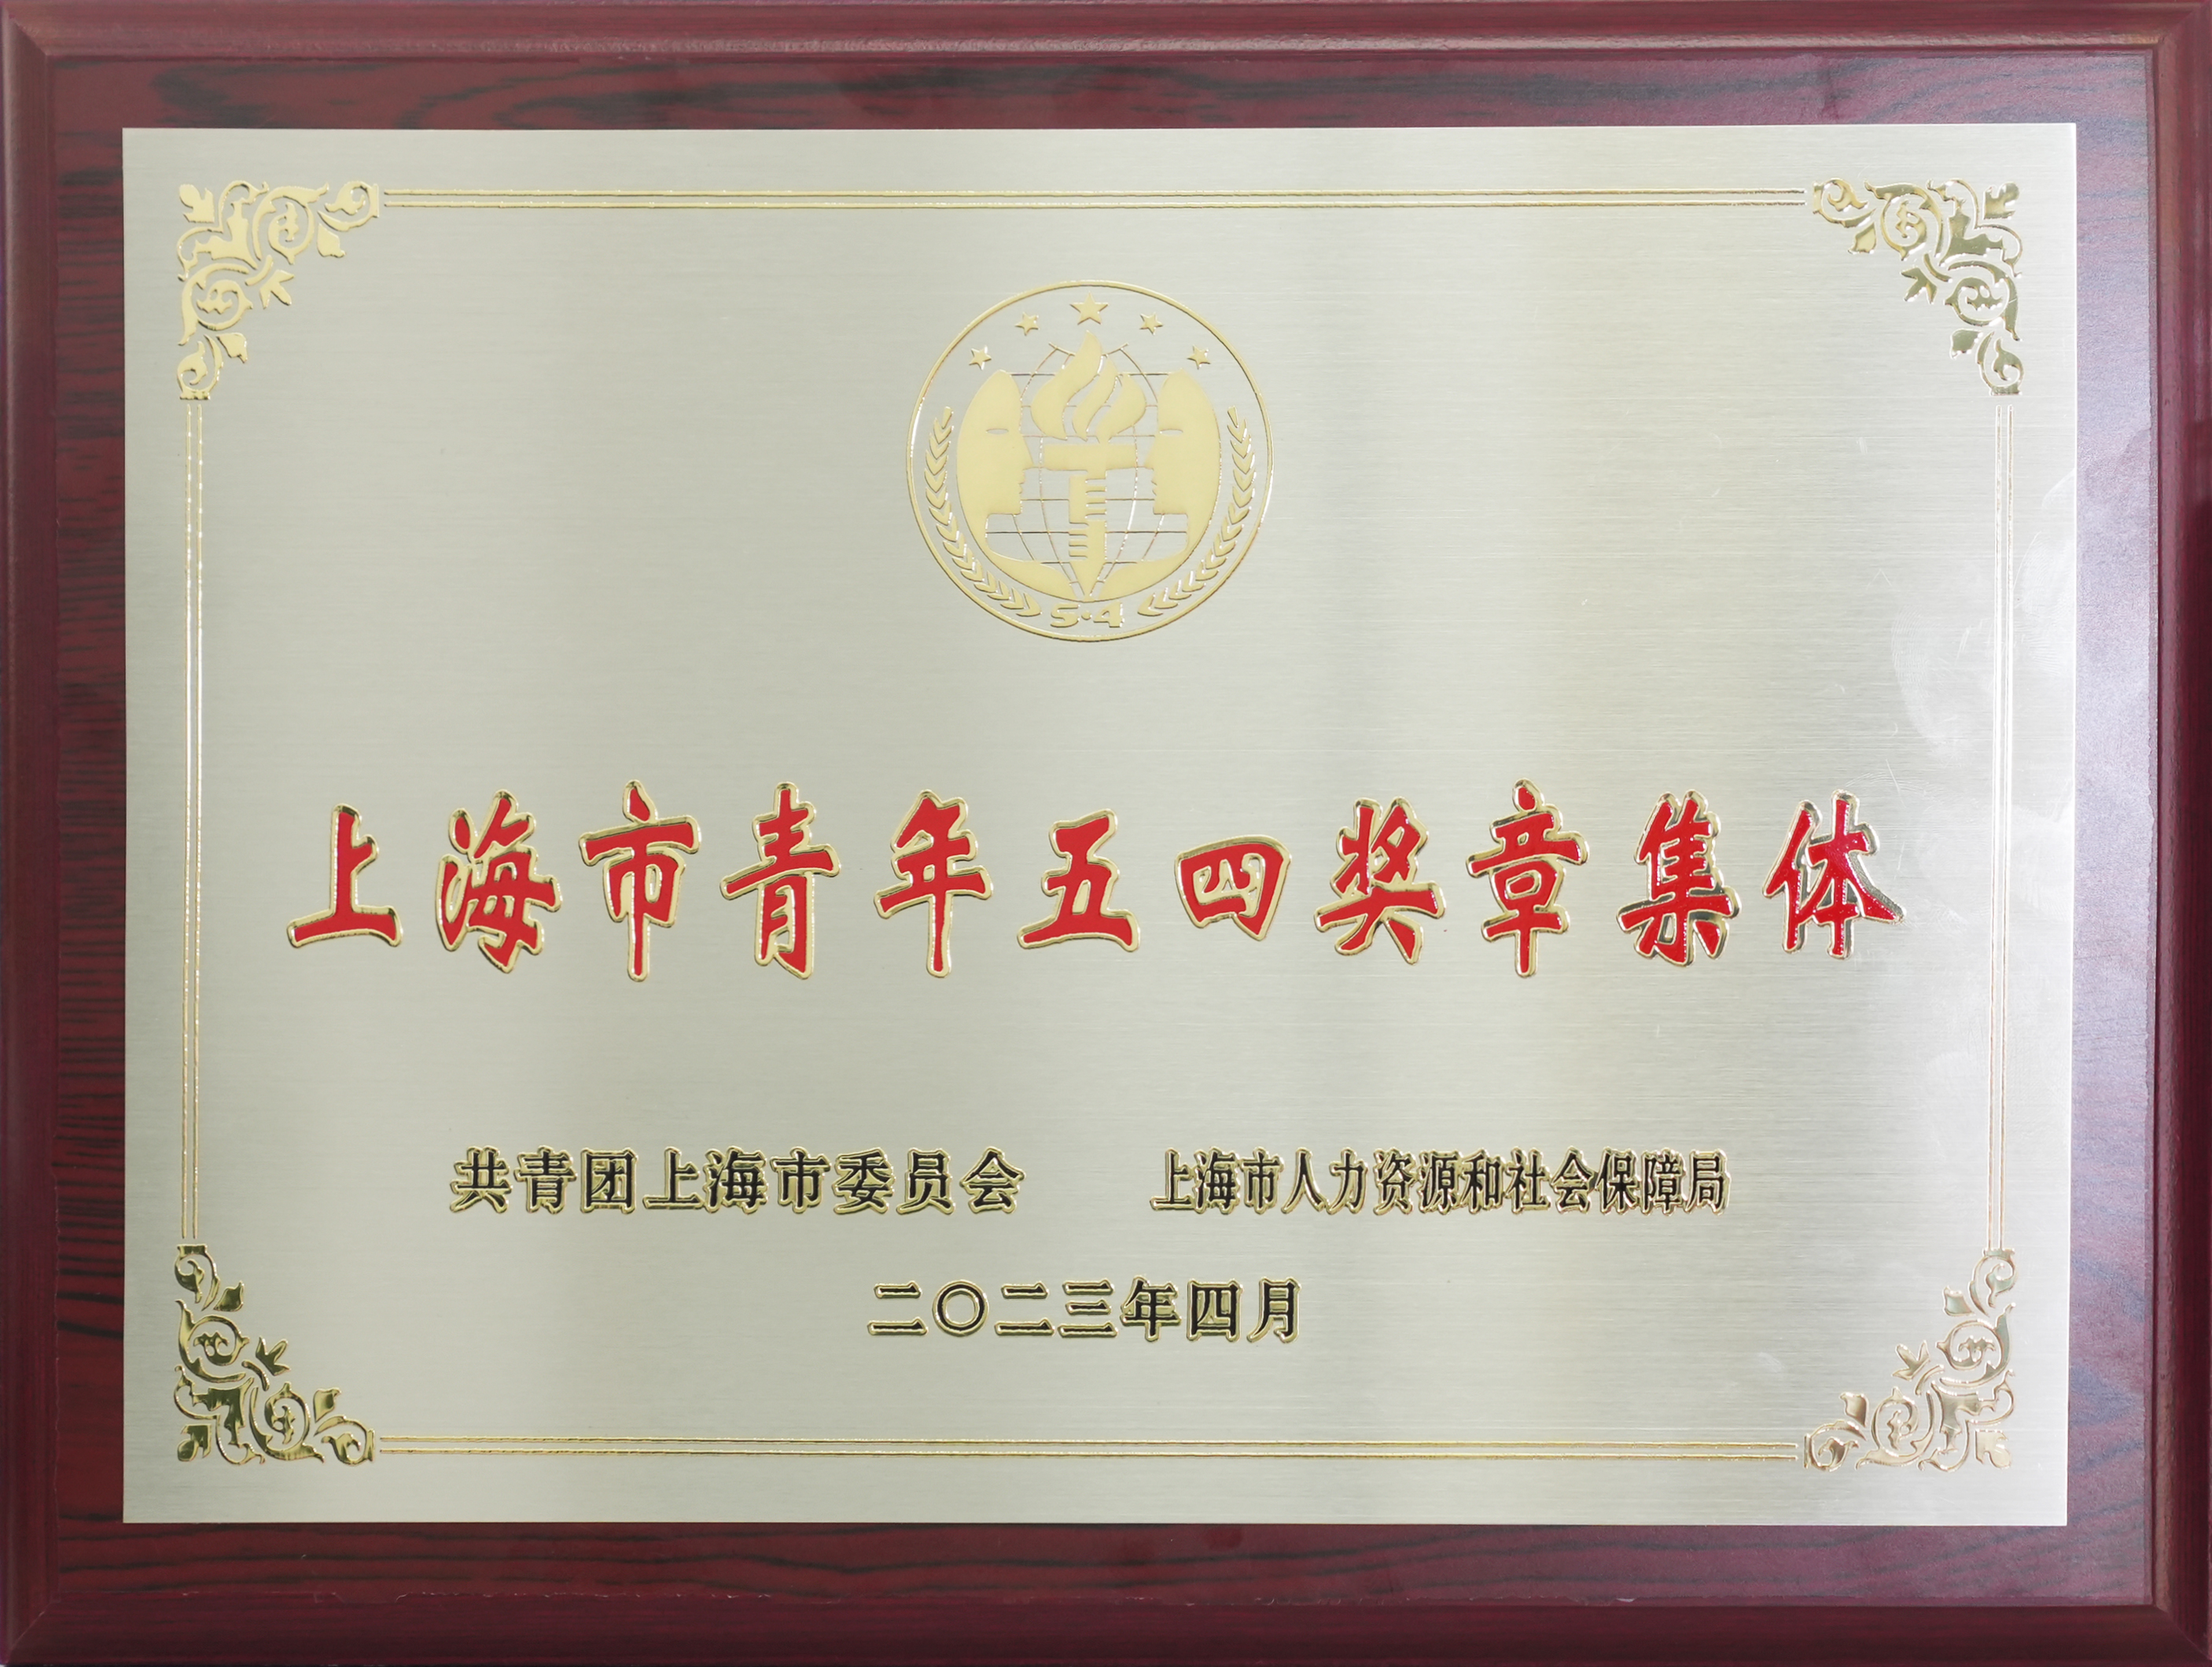 5·4
上海市青年五四奖章集体
共青团上海市委员会 上海市人力资源和社会保障局
二〇二三年四月